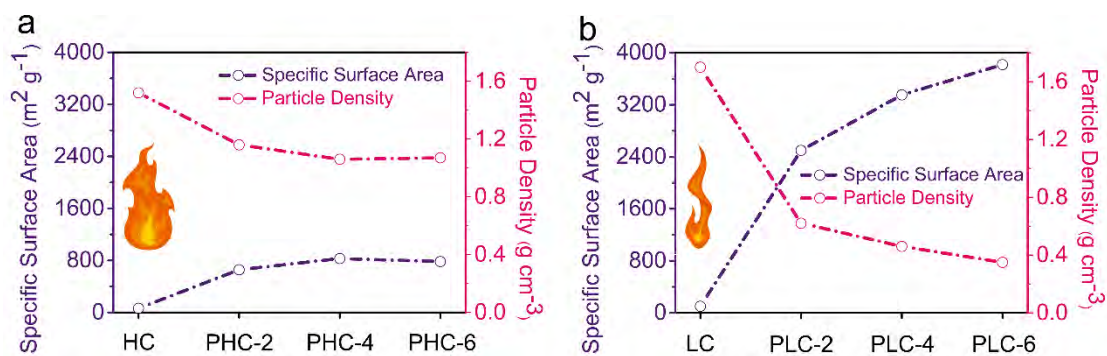 a
Specific Surface Area (m² g⁻¹)
4000
3200
2400
1600
800
0
Specific Surface Area
Particle Density
1.6
1.2
0.8
0.4
0.0
Particle Density (g cm⁻³)
HC PHC-2 PHC-4 PHC-6
b
Specific Surface Area (m² g⁻¹)
4000
3200
2400
1600
800
0
Specific Surface Area
Particle Density
1.6
1.2
0.8
0.4
0.0
Particle Density (g cm⁻³)
LC PLC-2 PLC-4 PLC-6